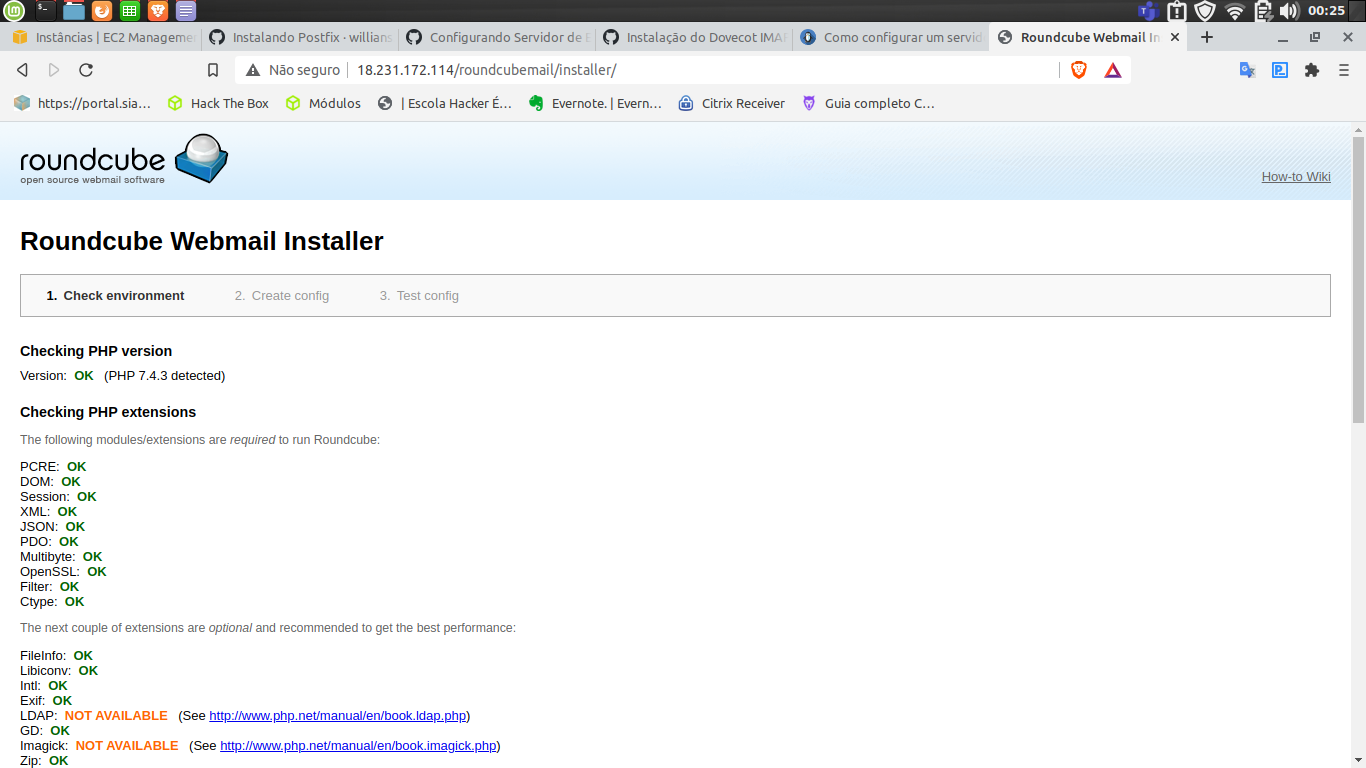 00:25
Instâncias | EC2 Manageme
Instalando Postfix · willians
Configurando Servidor de E
Instalação do Dovecot IMAP
Como configurar um servid
Roundcube Webmail In
Não seguro
18.231.172.114/roundcubemail/installer/
https://portal.sia…
Hack The Box
Módulos
| Escola Hacker É…
Evernote. | Evern…
Citrix Receiver
Guia completo C…
roundcube
open source webmail software
How-to Wiki
Roundcube Webmail Installer
1. Check environment
2. Create config
3. Test config
Checking PHP version
Version: OK (PHP 7.4.3 detected)
Checking PHP extensions
The following modules/extensions are required to run Roundcube:
PCRE: OK
DOM: OK
Session: OK
XML: OK
JSON: OK
PDO: OK
Multibyte: OK
OpenSSL: OK
Filter: OK
Ctype: OK
The next couple of extensions are optional and recommended to get the best performance:
FileInfo: OK
Libiconv: OK
Intl: OK
Exif: OK
LDAP: NOT AVAILABLE (See http://www.php.net/manual/en/book.ldap.php)
GD: OK
Imagick: NOT AVAILABLE (See http://www.php.net/manual/en/book.imagick.php)
Zip: OK